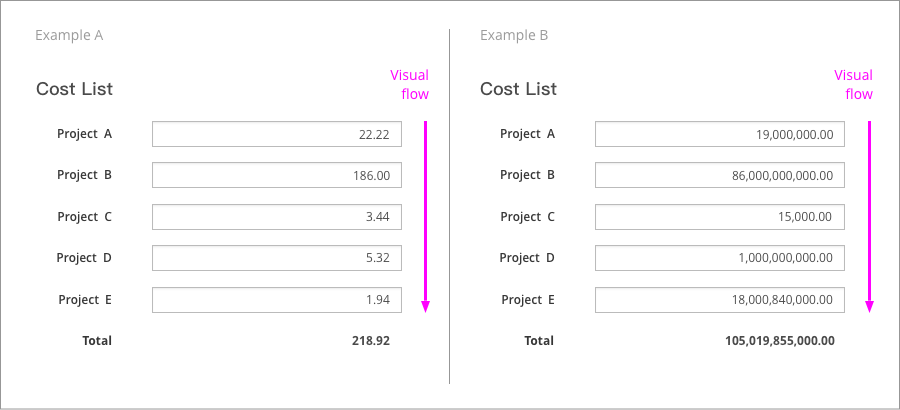 Example A
Cost List
Visual
flow
Project A 22.22
Project B 186.00
Project C 3.44
Project D 5.32
Project E 1.94
Total 218.92
Example B
Cost List
Visual
flow
Project A 19,000,000.00
Project B 86,000,000,000.00
Project C 15,000.00
Project D 1,000,000,000.00
Project E 18,000,840,000.00
Total 105,019,855,000.00